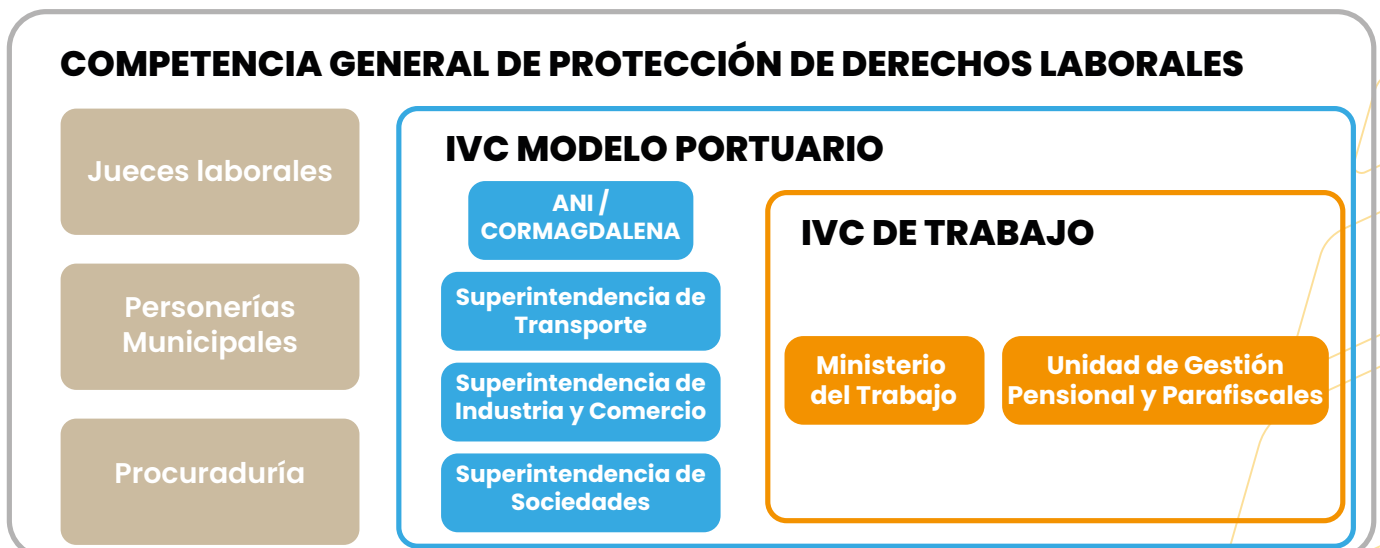 COMPETENCIA GENERAL DE PROTECCIÓN DE DERECHOS LABORALES
Jueces laborales
Personerías
Municipales
Procuraduría
IVC MODELO PORTUARIO
ANI /
CORMAGDALENA
Superintendencia de
Transporte
Superintendencia de
Industria y Comercio
Superintendencia de
Sociedades
IVC DE TRABAJO
Ministerio
del Trabajo
Unidad de Gestión
Pensional y Parafiscales